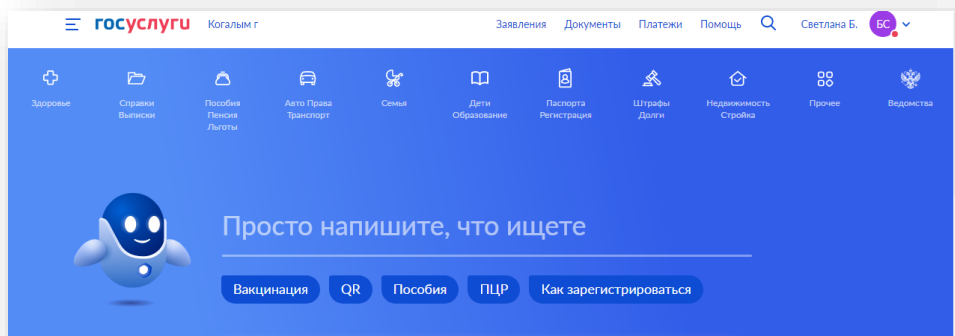 госуслуги Когалым г Заявления Документы Платежи Помощь Светлана Б. БС
Здоровье Справки Пособия Авто Права Семья Дети Паспорта Штрафы Недвижимость Прочее Ведомства
Выписки Пенсия Транспорт Образование Регистрация Долги Стройка
Льготы
Просто напишите, что ищете
Вакцинация QR Пособия ПЦР Как зарегистрироваться